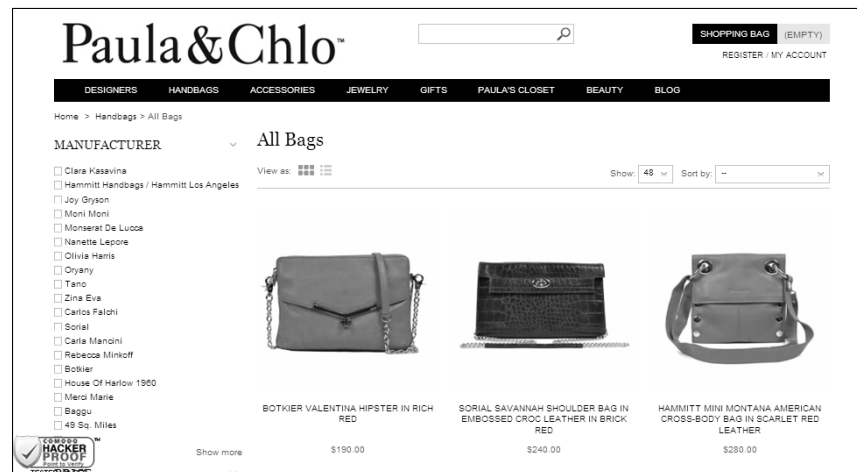 Paula&Chlo™
SHOPPING BAG (EMPTY)
REGISTER / MY ACCOUNT
DESIGNERS HANDBAGS ACCESSORIES JEWELRY GIFTS PAULA'S CLOSET BEAUTY BLOG
Home > Handbags > All Bags
MANUFACTURER
Clara Kasavina
Hammitt Handbags / Hammitt Los Angeles
Joy Gryson
Moni Moni
Monserat De Lucca
Nanette Lepore
Olivia Harris
Oryany
Tano
Zina Eva
Carlos Falchi
Sorial
Carla Mancini
Rebecca Minkoff
Botkier
House Of Harlow 1960
Merci Marie
Baggu
49 Sq. Miles
Show more
COMODO TM
HACKER
PROOF
Point to Verify
All Bags
View as:
Show: 48 Sort by: --
BOTKIER VALENTINA HIPSTER IN RICH
RED
$190.00
SORIAL SAVANNAH SHOULDER BAG IN
EMBOSSED CROC LEATHER IN BRICK
RED
$240.00
HAMMITT MINI MONTANA AMERICAN
CROSS-BODY BAG IN SCARLET RED
LEATHER
$280.00